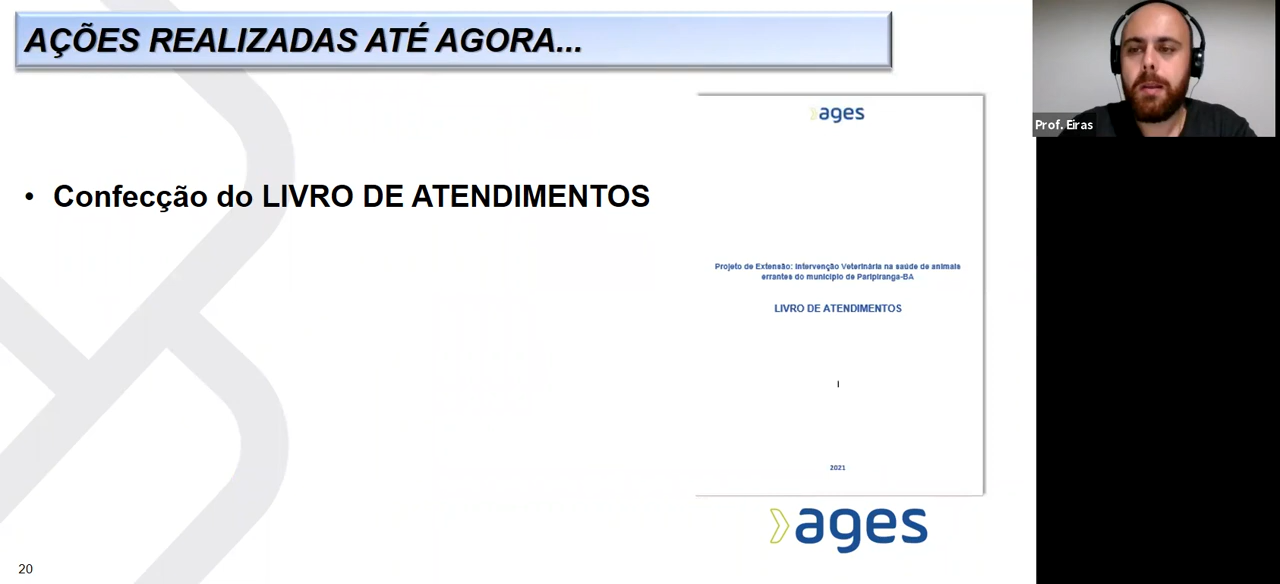 AÇÕES REALIZADAS ATÉ AGORA...
Prof. Eiras
ages
• Confecção do LIVRO DE ATENDIMENTOS
Projeto de Extensão: Intervenção Veterinária na saúde de animais
errantes do município de Paripiranga-BA
LIVRO DE ATENDIMENTOS
I
2021
ages
20